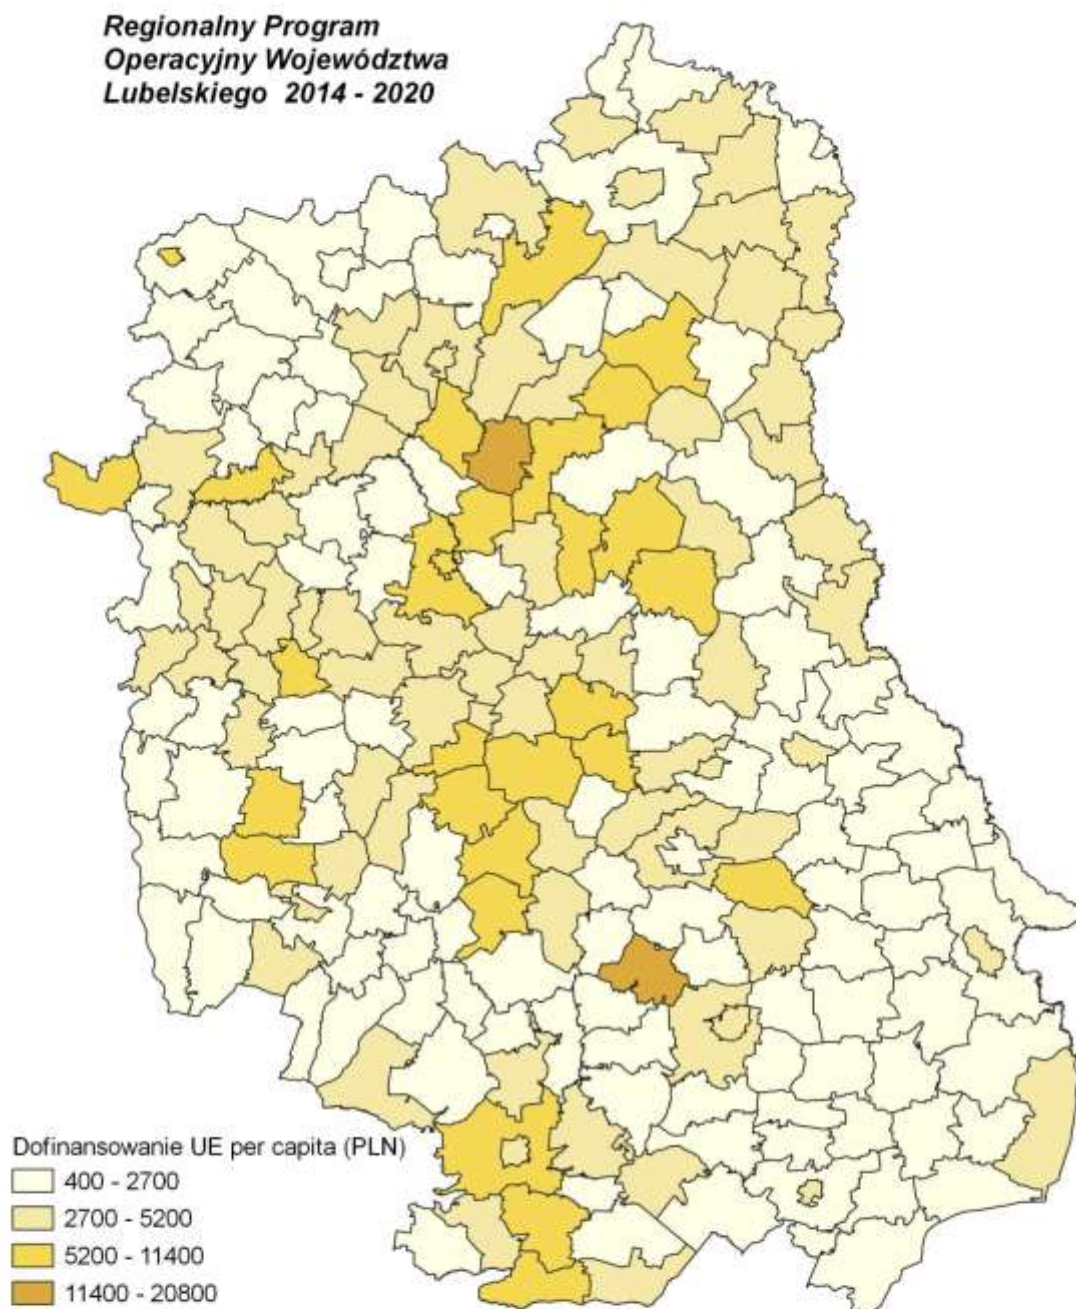 Regionalny Program
Operacyjny Województwa
Lubelskiego 2014 - 2020
Dofinansowanie UE per capita (PLN)
400 - 2700
2700 - 5200
5200 - 11400
11400 - 20800